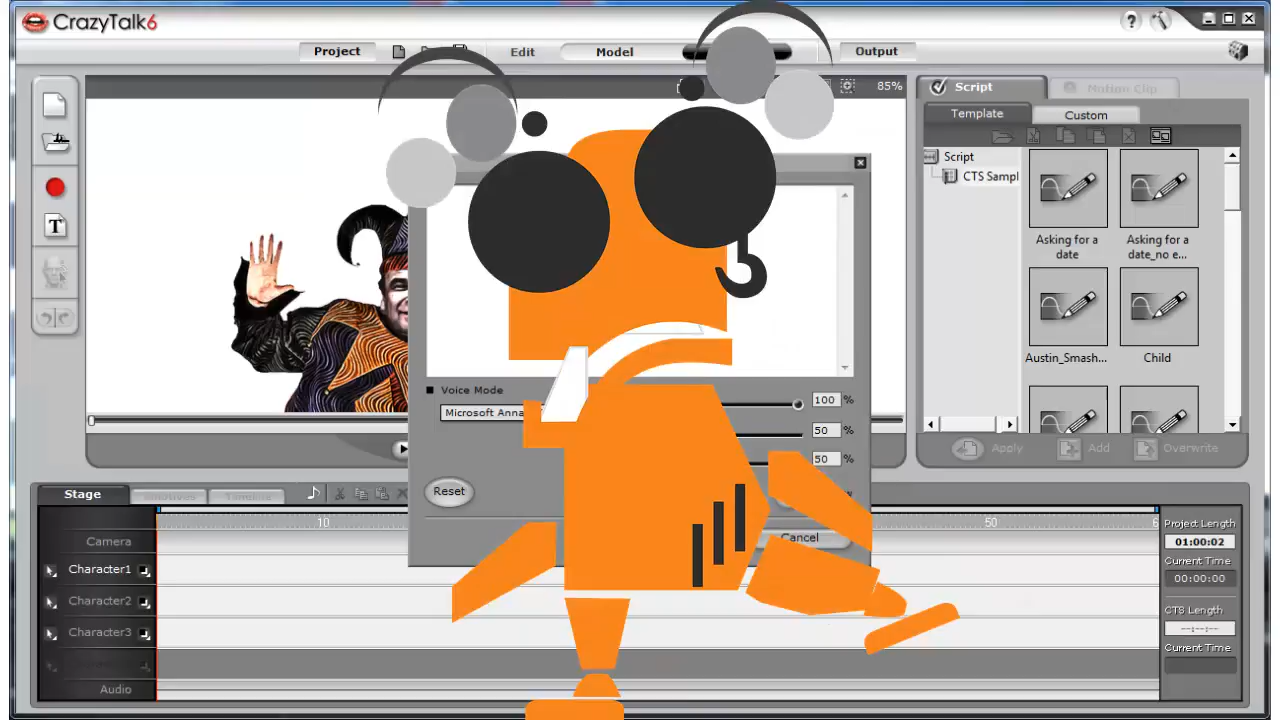 CrazyTalk6
Project
Edit
Model
Output
85%
Script
Motion Clip
Template
Custom
Script
CTS Sampl
Asking for a
date
Asking for a
date_no e...
Austin_Smash...
Child
Apply
Add
Overwrite
T
Voice Mode
Microsoft Anna
100 %
50 %
50 %
Reset
Cancel
Stage
Timeline
10
50
6
Camera
Character1
Character2
Character3
Audio
Project Length
01:00:02
Current Time
00:00:00
CTS Length
--:--:--
Current Time